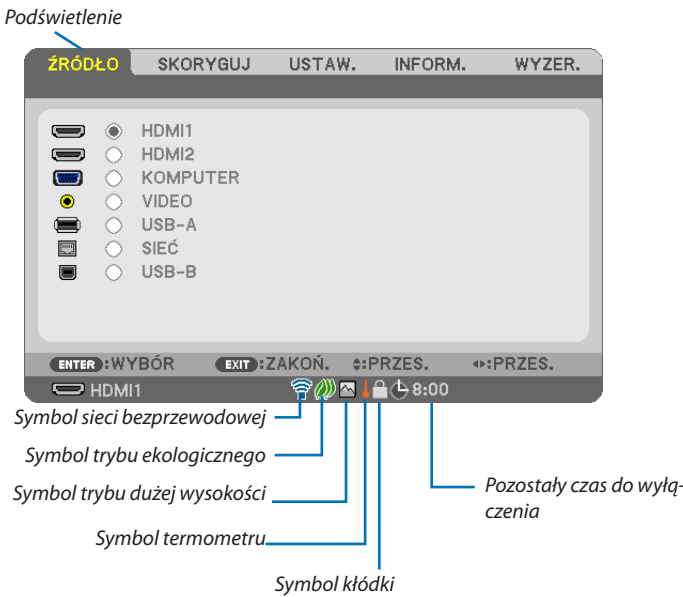 Podświetlenie
ŹRÓDŁO SKORYGUJ USTAW. INFORM. WYZER.
HDMI1
HDMI2
KOMPUTER
VIDEO
USB-A
SIEĆ
USB-B
ENTER :WYBÓR EXIT :ZAKOŃ. :PRZES. :PRZES.
HDMI1 8:00
Symbol sieci bezprzewodowej
Symbol trybu ekologicznego
Symbol trybu dużej wysokości
Pozostały czas do wyłą-
czenia
Symbol termometru
Symbol kłódki